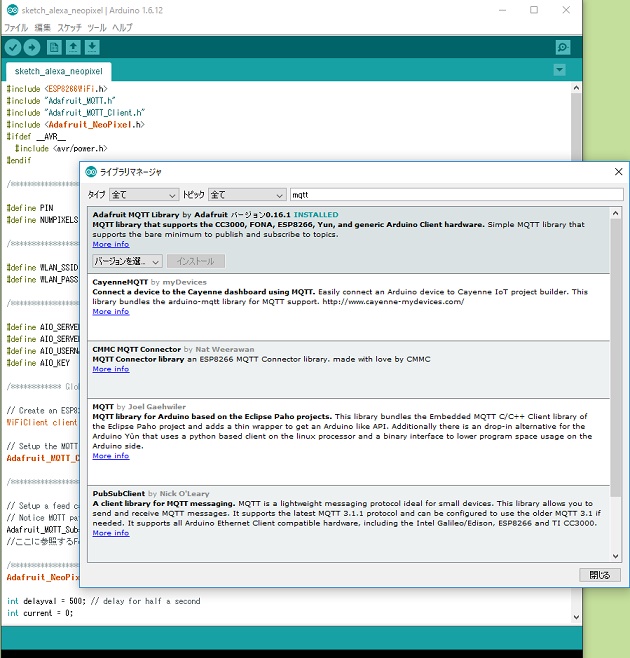 sketch_alexa_neopixel | Arduino 1.6.12
ファイル 編集 スケッチ ツール ヘルプ
sketch_alexa_neopixel
#include <ESP8266WiFi.h>
#include "Adafruit_MQTT.h"
#include "Adafruit_MQTT_Client.h"
#include <Adafruit_NeoPixel.h>
#ifdef __AVR__
#include <avr/power.h>
#endif
/******************
#define PIN
#define NUMPIXELS
#define WLAN_SSID
#define WLAN_PASS
#define AIO_SERVER
#define AIO_SERVER
#define AIO_USERNA
#define AIO_KEY
/************ Glo
// Create an ESP8
WiFiClient client
// Setup the MQTT
Adafruit_MQTT_C
// Setup a feed c
// Notice MQTT pa
Adafruit_MQTT_Sub
//ここに参照するF
Adafruit_NeoPix
int delayval = 500; // delay for half a second
int current = 0;
ライブラリマネージャ
タイプ 全て トピック 全て mqtt
Adafruit MQTT Library by Adafruit バージョン0.16.1 INSTALLED
MQTT library that supports the CC3000, FONA, ESP8266, Yun, and generic Arduino Client hardware. Simple MQTT library that
supports the bare minimum to publish and subscribe to topics.
More info
バージョンを選... インストール
CayenneMQTT by myDevices
Connect a device to the Cayenne dashboard using MQTT. Easily connect an Arduino device to Cayenne IoT project builder. This
library bundles the arduino-mqtt library for MQTT support. http://www.cayenne-mydevices.com/
More info
CMMC MQTT Connector by Nat Weerawan
MQTT Connector library an ESP8266 MQTT Connector library. made with love by CMMC
More info
MQTT by Joel Gaehwiler
MQTT library for Arduino based on the Eclipse Paho projects. This library bundles the Embedded MQTT C/C++ Client library of
the Eclipse Paho project and adds a thin wrapper to get an Arduino like API. Additionally there is an drop-in alternative for the
Arduino Yún that uses a python based client on the linux processor and a binary interface to lower program space usage on the
Arduino side.
More info
PubSubClient by Nick O'Leary
A client library for MQTT messaging. MQTT is a lightweight messaging protocol ideal for small devices. This library allows you to
send and receive MQTT messages. It supports the latest MQTT 3.1.1 protocol and can be configured to use the older MQTT 3.1 if
needed. It supports all Arduino Ethernet Client compatible hardware, including the Intel Galileo/Edison, ESP8266 and TI CC3000.
More info
閉じる